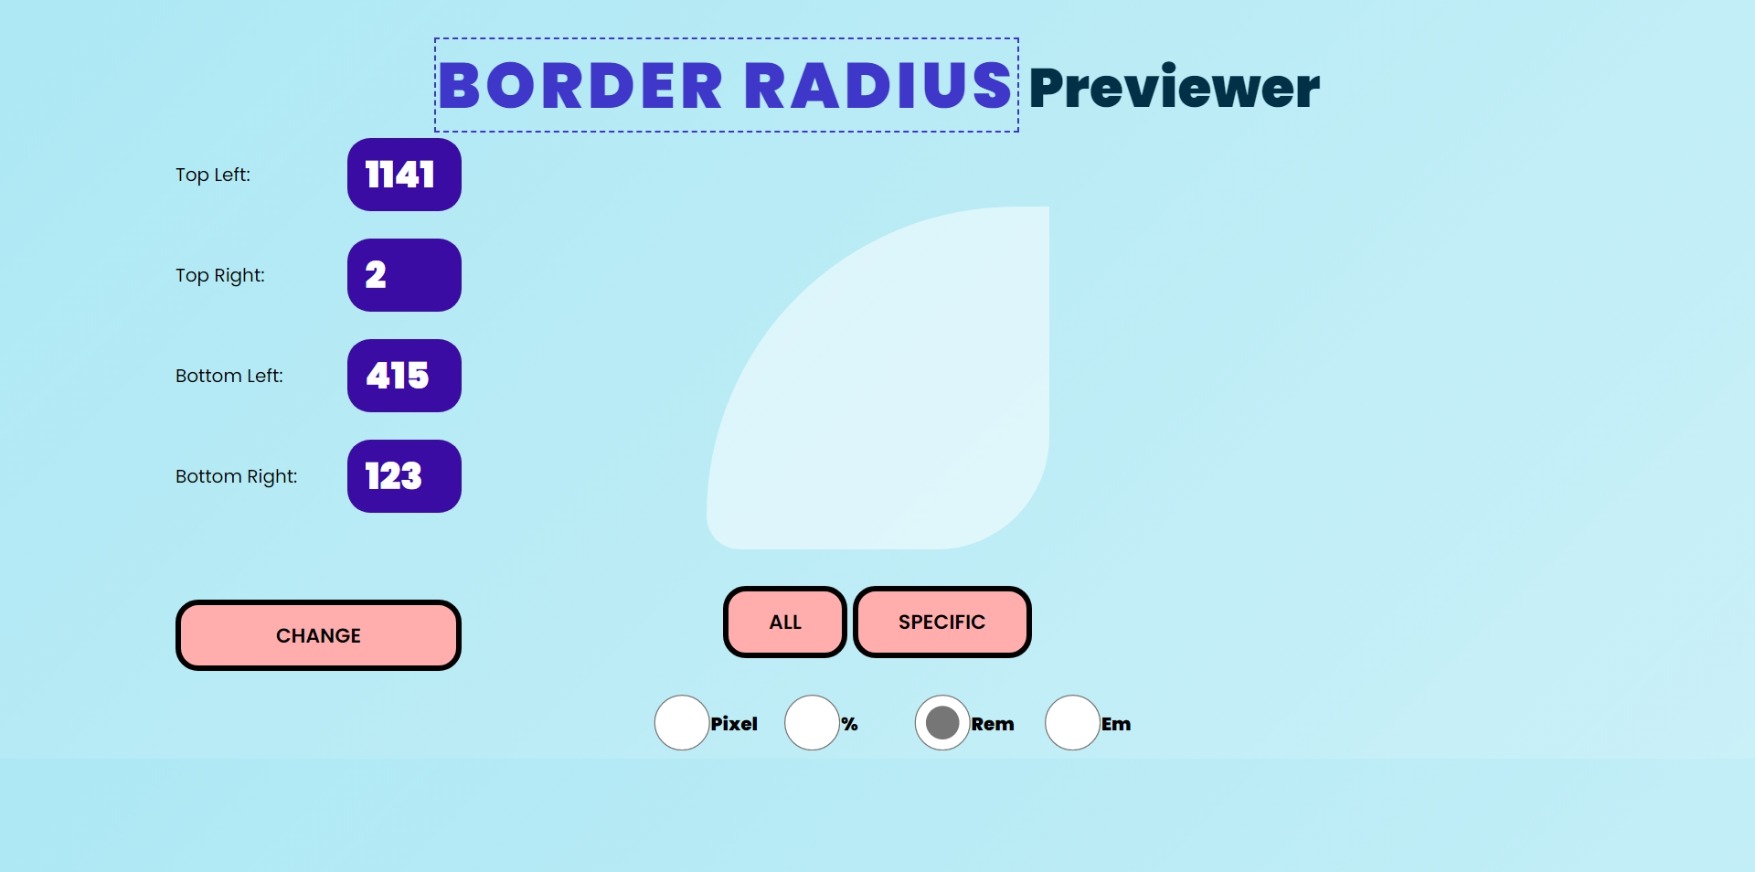 BORDER RADIUS Previewer
Top Left: 1141
Top Right: 2
Bottom Left: 415
Bottom Right: 123
CHANGE
ALL SPECIFIC
Pixel % Rem Em